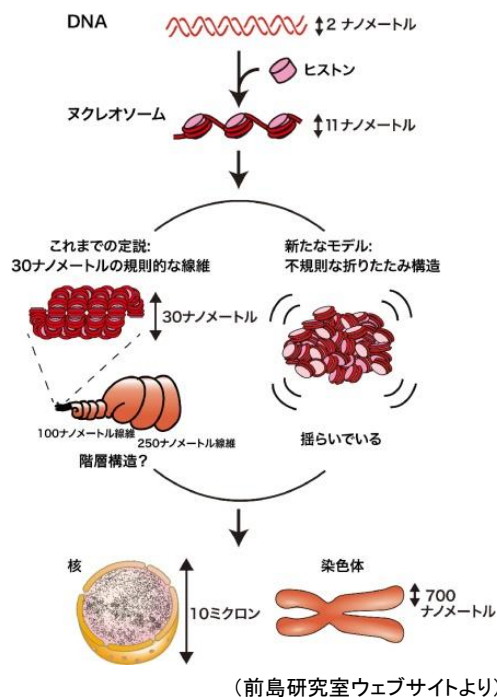 DNA
2 ナノメートル
ヒストン
ヌクレオソーム
11ナノメートル
これまでの定説:
30ナノメートルの規則的な線維
新たなモデル:
不規則な折りたたみ構造
30ナノメートル
100ナノメートル線維
250ナノメートル線維
階層構造?
揺らいでいる
核
染色体
10ミクロン
700
ナノメートル
(前島研究室ウェブサイトより)